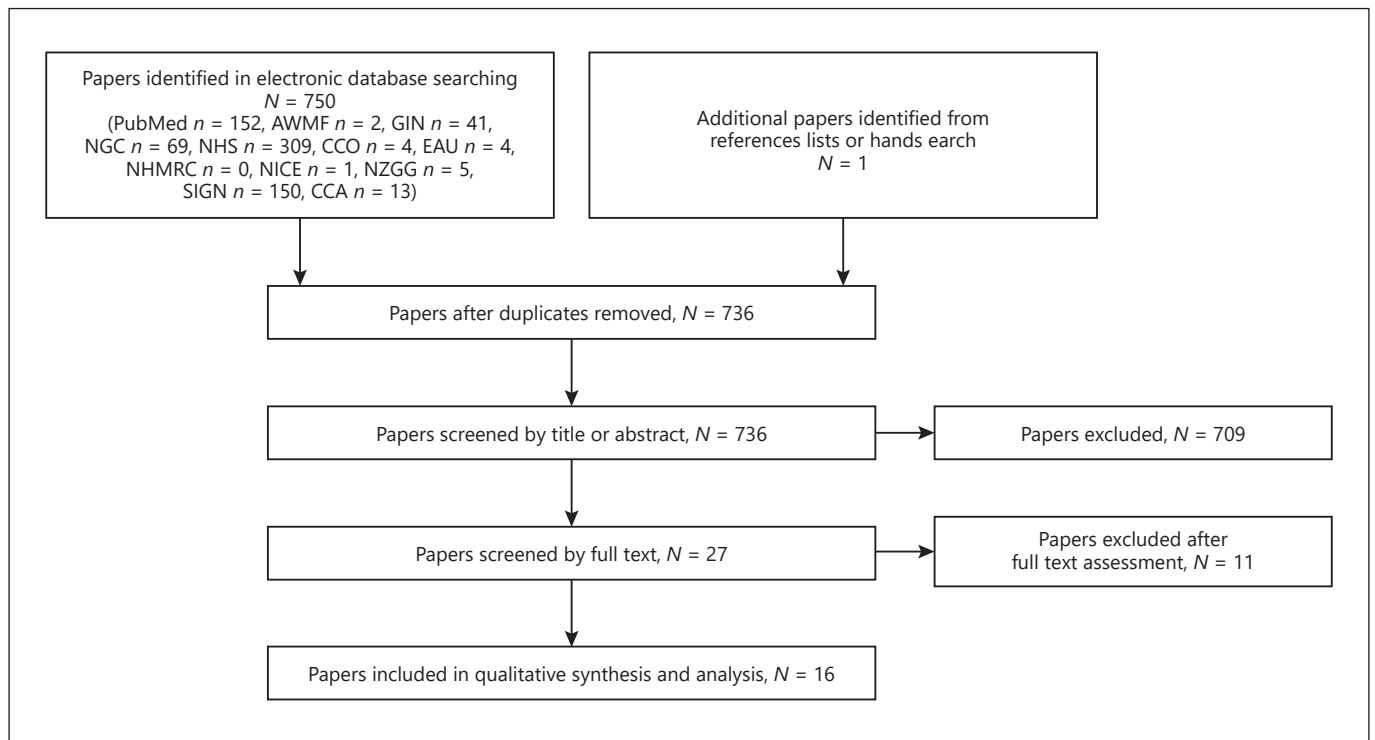 Papers identified in electronic database searching
N = 750
(PubMed n = 152, AWMF n = 2, GIN n = 41,
NGC n = 69, NHS n = 309, CCO n = 4, EAU n = 4,
NHMRC n = 0, NICE n = 1, NZGG n = 5,
SIGN n = 150, CCA n = 13)
Additional papers identified from
references lists or hands earch
N = 1
Papers after duplicates removed, N = 736
Papers screened by title or abstract, N = 736
Papers excluded, N = 709
Papers screened by full text, N = 27
Papers excluded after
full text assessment, N = 11
Papers included in qualitative synthesis and analysis, N = 16